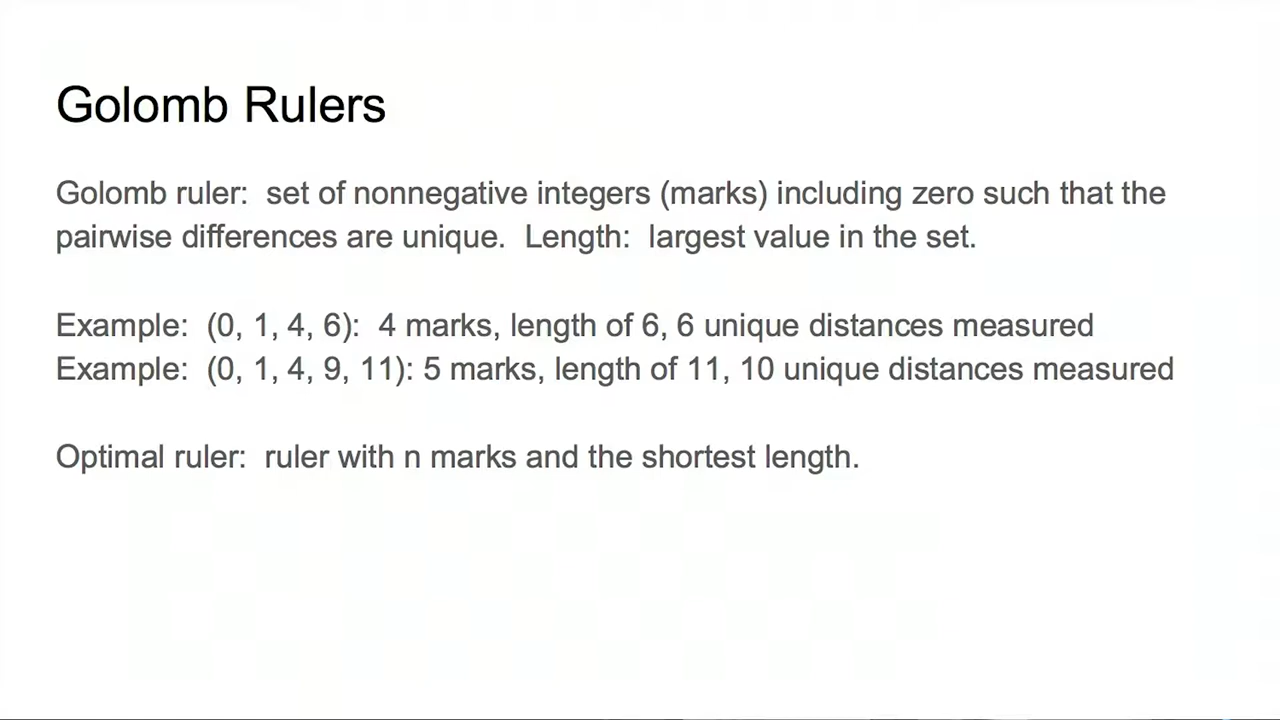 Golomb Rulers
Golomb ruler:  set of nonnegative integers (marks) including zero such that the
pairwise differences are unique.  Length:  largest value in the set.
Example:  (0, 1, 4, 6):  4 marks, length of 6, 6 unique distances measured
Example:  (0, 1, 4, 9, 11): 5 marks, length of 11, 10 unique distances measured
Optimal ruler:  ruler with n marks and the shortest length.